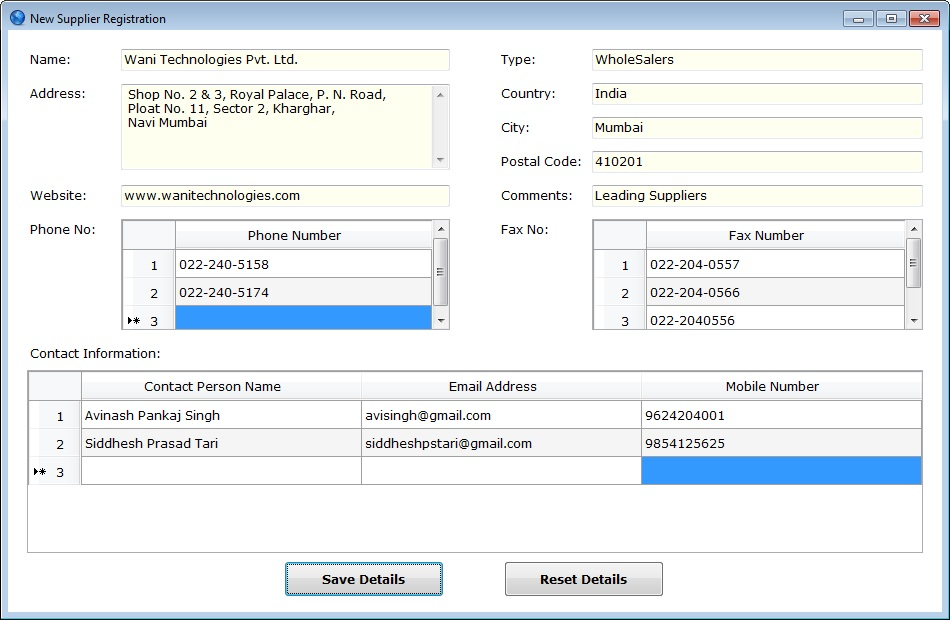 New Supplier Registration
Name: Wani Technologies Pvt. Ltd. Type: WholeSalers
Address: Shop No. 2 & 3, Royal Palace, P. N. Road,
Ploat No. 11, Sector 2, Kharghar,
Navi Mumbai
Country: India
City: Mumbai
Postal Code: 410201
Website: www.wanitechnologies.com Comments: Leading Suppliers
Phone No:
Phone Number
1 022-240-5158
2 022-240-5174
3
Fax No:
Fax Number
1 022-204-0557
2 022-204-0566
3 022-2040556
Contact Information:
Contact Person Name Email Address Mobile Number
1 Avinash Pankaj Singh avisingh@gmail.com 9624204001
2 Siddhesh Prasad Tari siddheshpstari@gmail.com 9854125625
3
Save Details Reset Details